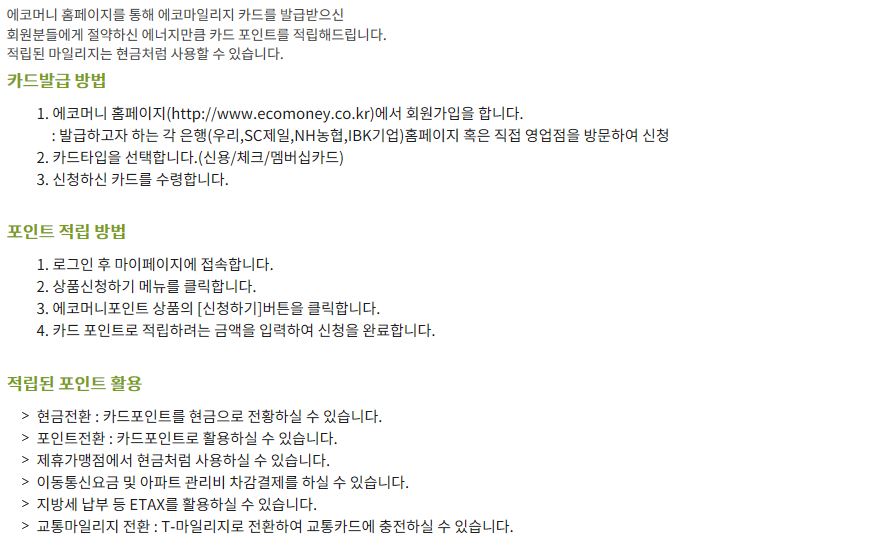 에코머니 홈페이지를 통해 에코마일리지 카드를 발급받으신
회원분들에게 절약하신 에너지만큼 카드 포인트를 적립해드립니다.
적립된 마일리지는 현금처럼 사용할 수 있습니다.
카드발급 방법
1. 에코머니 홈페이지(http://www.ecomoney.co.kr)에서 회원가입을 합니다.
: 발급하고자 하는 각 은행(우리,SC제일,NH농협,IBK기업)홈페이지 혹은 직접 영업점을 방문하여 신청
2. 카드타입을 선택합니다.(신용/체크/멤버십카드)
3. 신청하신 카드를 수령합니다.
포인트 적립 방법
1. 로그인 후 마이페이지에 접속합니다.
2. 상품신청하기 메뉴를 클릭합니다.
3. 에코머니포인트 상품의 [신청하기]버튼을 클릭합니다.
4. 카드 포인트로 적립하려는 금액을 입력하여 신청을 완료합니다.
적립된 포인트 활용
> 현금전환 : 카드포인트를 현금으로 전황하실 수 있습니다.
> 포인트전환 : 카드포인트로 활용하실 수 있습니다.
> 제휴가맹점에서 현금처럼 사용하실 수 있습니다.
> 이동통신요금 및 아파트 관리비 차감결제를 하실 수 있습니다.
> 지방세 납부 등 ETAX를 활용하실 수 있습니다.
> 교통마일리지 전환 : T-마일리지로 전환하여 교통카드에 충전하실 수 있습니다.